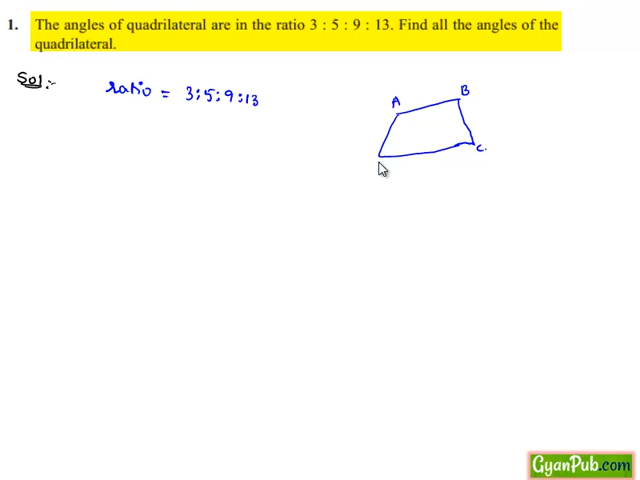 1. The angles of quadrilateral are in the ratio 3 : 5 : 9 : 13. Find all the angles of the
quadrilateral.
Sol:-
ratio = 3:5:9:13
A
B
C.
GyanPub.com